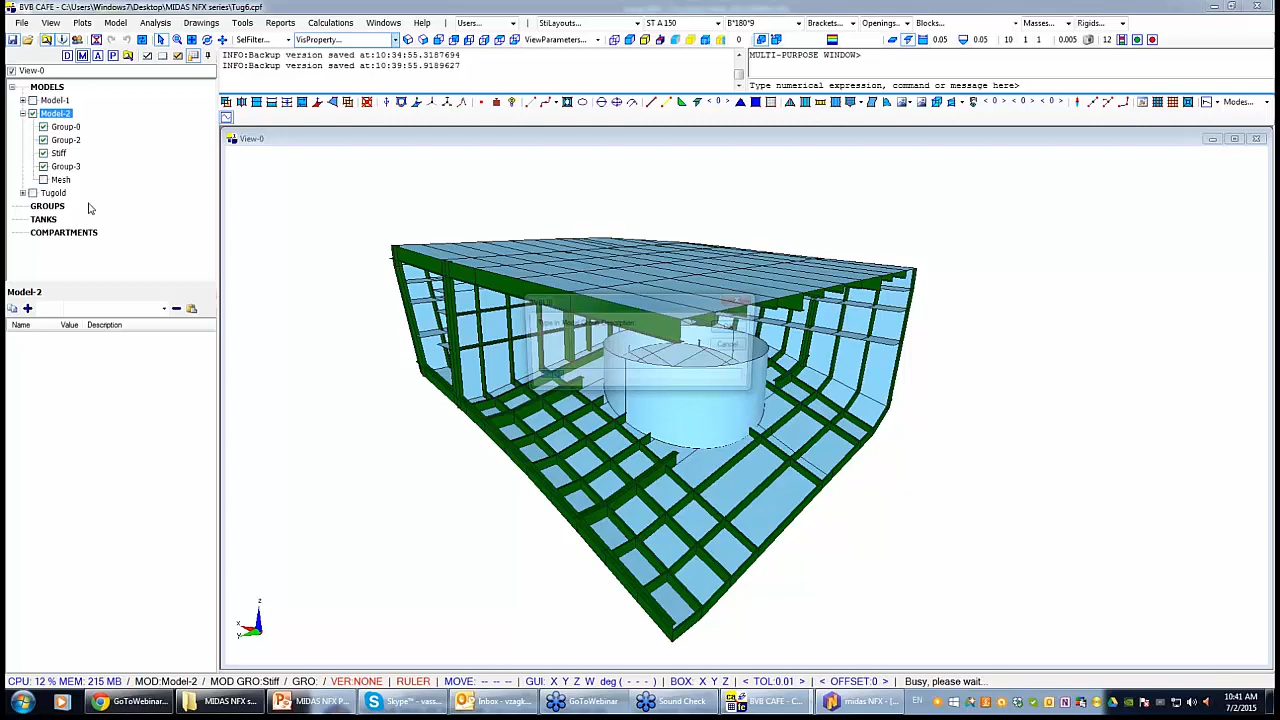 BVB CAFE - C:\Users\Windows7\Desktop\MIDAS NFX series\Tug6.cpf
File View Plots Model Analysis Drawings Tools Reports Calculations Windows Help Users... StiLayouts... ST A 150 B*180*9 Brackets... Openings... Blocks... Masses... Rigids...
SelFilter... VisProperty... ViewParameters... 0.05 0.05 10 1 1 0.005 12
D M A P
INFO:Backup version saved at:10:34:55.3187694
INFO:Backup version saved at:10:39:55.9189627
MULTI-PURPOSE WINDOW>
Type numerical expression, command or message here>
View-0
MODELS
Model-1
Model-2
Group-0
Group-2
Stiff
Group-3
Mesh
Tugold
GROUPS
TANKS
COMPARTMENTS
< 0 > < 0 > < 0 > < 0 > Modes...
View-0
Cancel
Model-2
Name Value Description
z
x
y
CPU: 12 % MEM: 215 MB / MOD:Model-2 / MOD GRO:Stiff / GRO: / VER:NONE / RULER / MOVE: -- -- -- / GUI: X Y Z W deg ( - - - ) / BOX: X Y Z / < TOL:0.01 / < OFFSET:0 > Busy, please wait...
GoToWebinar... MIDAS NFX s... MIDAS NFX P... Skype™ - vass... Inbox - vzagk... GoToWebinar Sound Check BVB CAFE - C:... midas NFX - [... EN
10:41 AM
7/2/2015